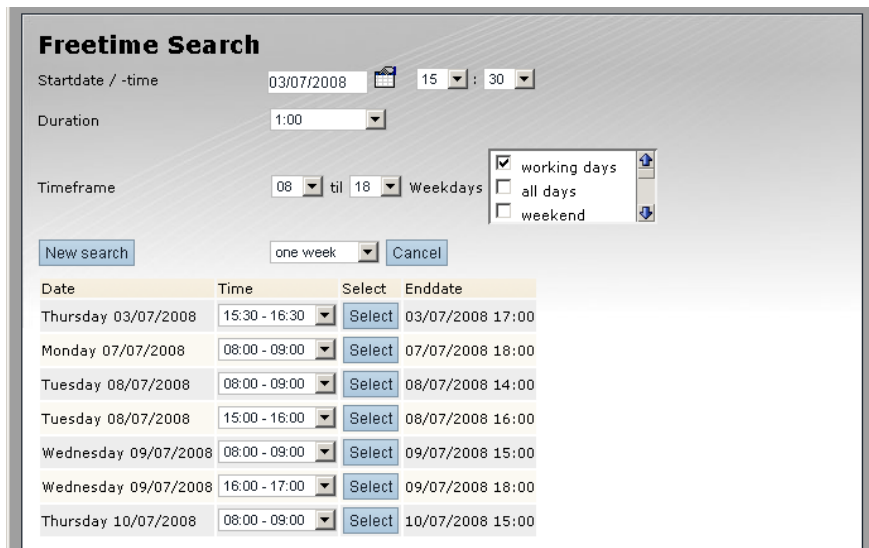 Freetime Search
Startdate / -time 03/07/2008 15 : 30
Duration 1:00
Timeframe 08 til 18 Weekdays
working days
all days
weekend
New search one week Cancel
Date Time Select Enddate
Thursday 03/07/2008 15:30 - 16:30 Select 03/07/2008 17:00
Monday 07/07/2008 08:00 - 09:00 Select 07/07/2008 18:00
Tuesday 08/07/2008 08:00 - 09:00 Select 08/07/2008 14:00
Tuesday 08/07/2008 15:00 - 16:00 Select 08/07/2008 16:00
Wednesday 09/07/2008 08:00 - 09:00 Select 09/07/2008 15:00
Wednesday 09/07/2008 16:00 - 17:00 Select 09/07/2008 18:00
Thursday 10/07/2008 08:00 - 09:00 Select 10/07/2008 15:00